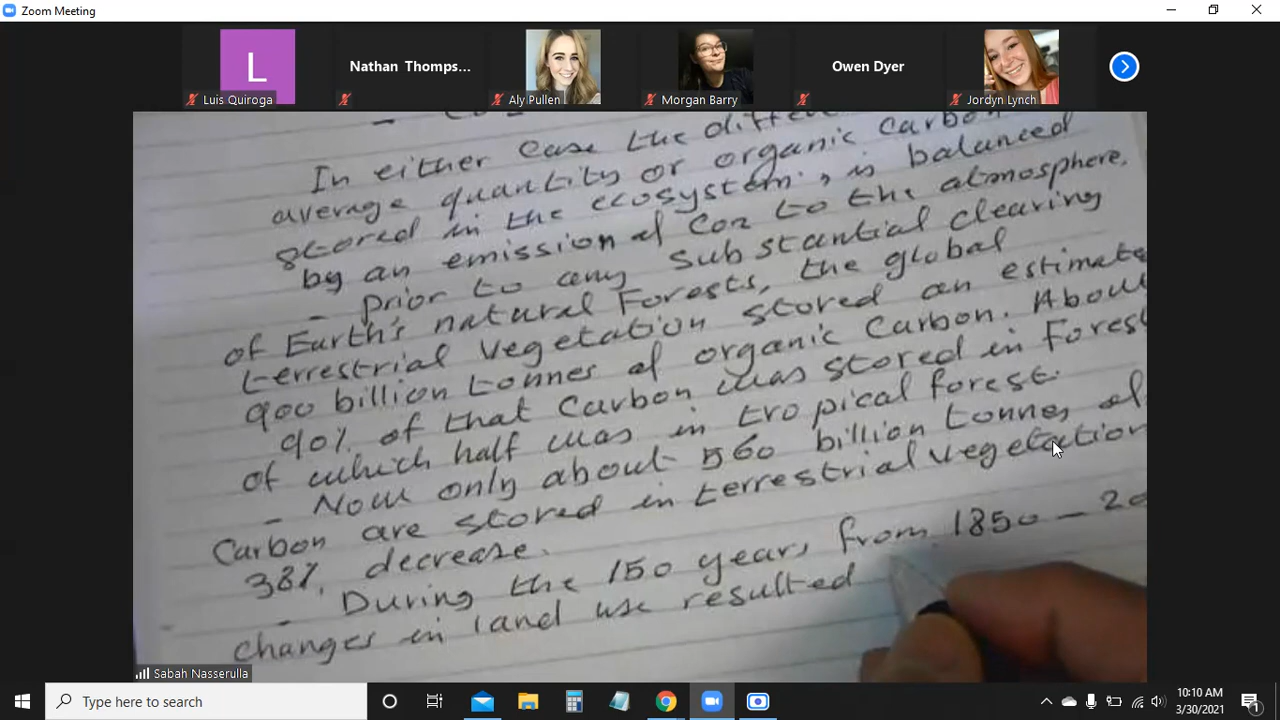 Zoom Meeting
L
Luis Quiroga
Nathan Thomps...
Aly Pullen
Morgan Barry
Owen Dyer
Jordyn Lynch
In either case the
average quantity or organic
stored in the ecosystem, is balanced
by an emission of CO2 to the atmosphere.
- Prior to any substantial clearing
of Earth's natural Forests, the global
terrestrial vegetation stored an estimate
900 billion tonnes of organic Carbon. About
90% of that Carbon was stored in Forest
of which half was in tropical forest.
- Now only about 560 billion tonnes of
Carbon are stored in terrestrial vegetation
38% decrease.
- During the 150 years from 1850 - 20
changes in land use resulted
Sabah Nasserulla
Type here to search
10:10 AM
3/30/2021
1